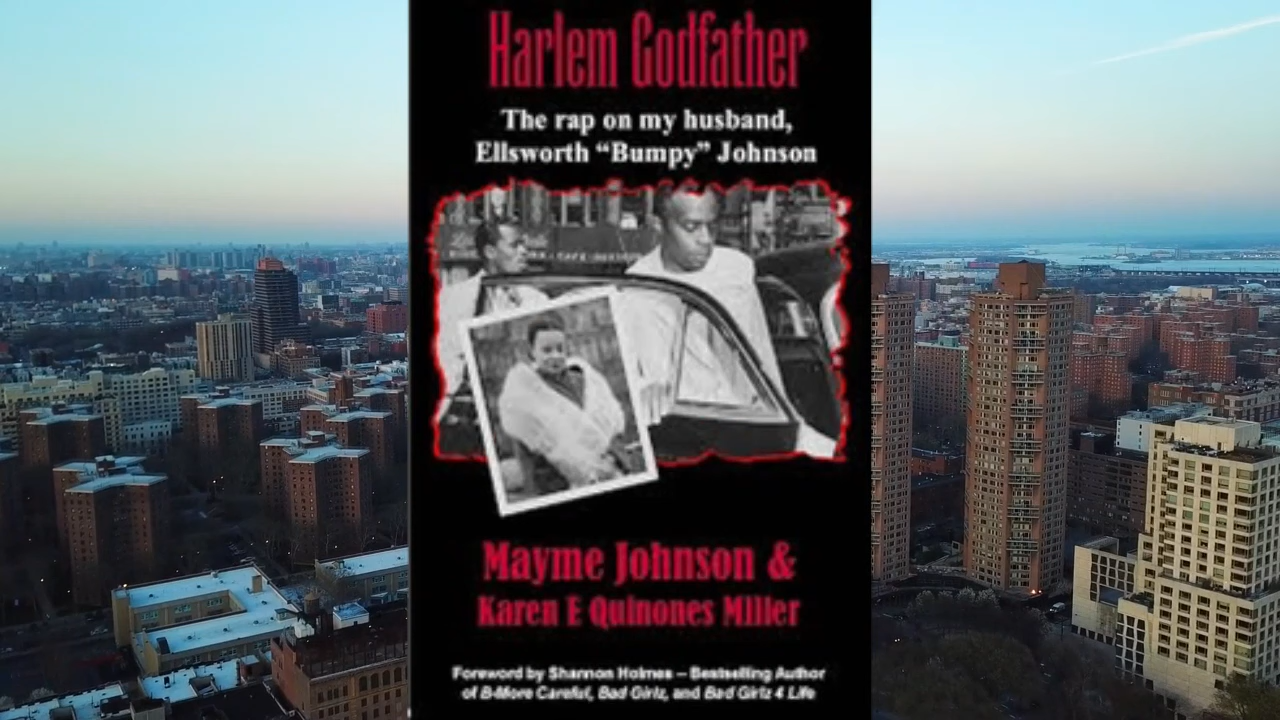 Harlem Godfather
The rap on my husband,
Ellsworth “Bumpy” Johnson
Mayme Johnson &
Karen E Quinones Miller
Foreword by Shannon Holmes – Bestselling Author
of B-More Careful, Bad Girlz, and Bad Girlz 4 Life